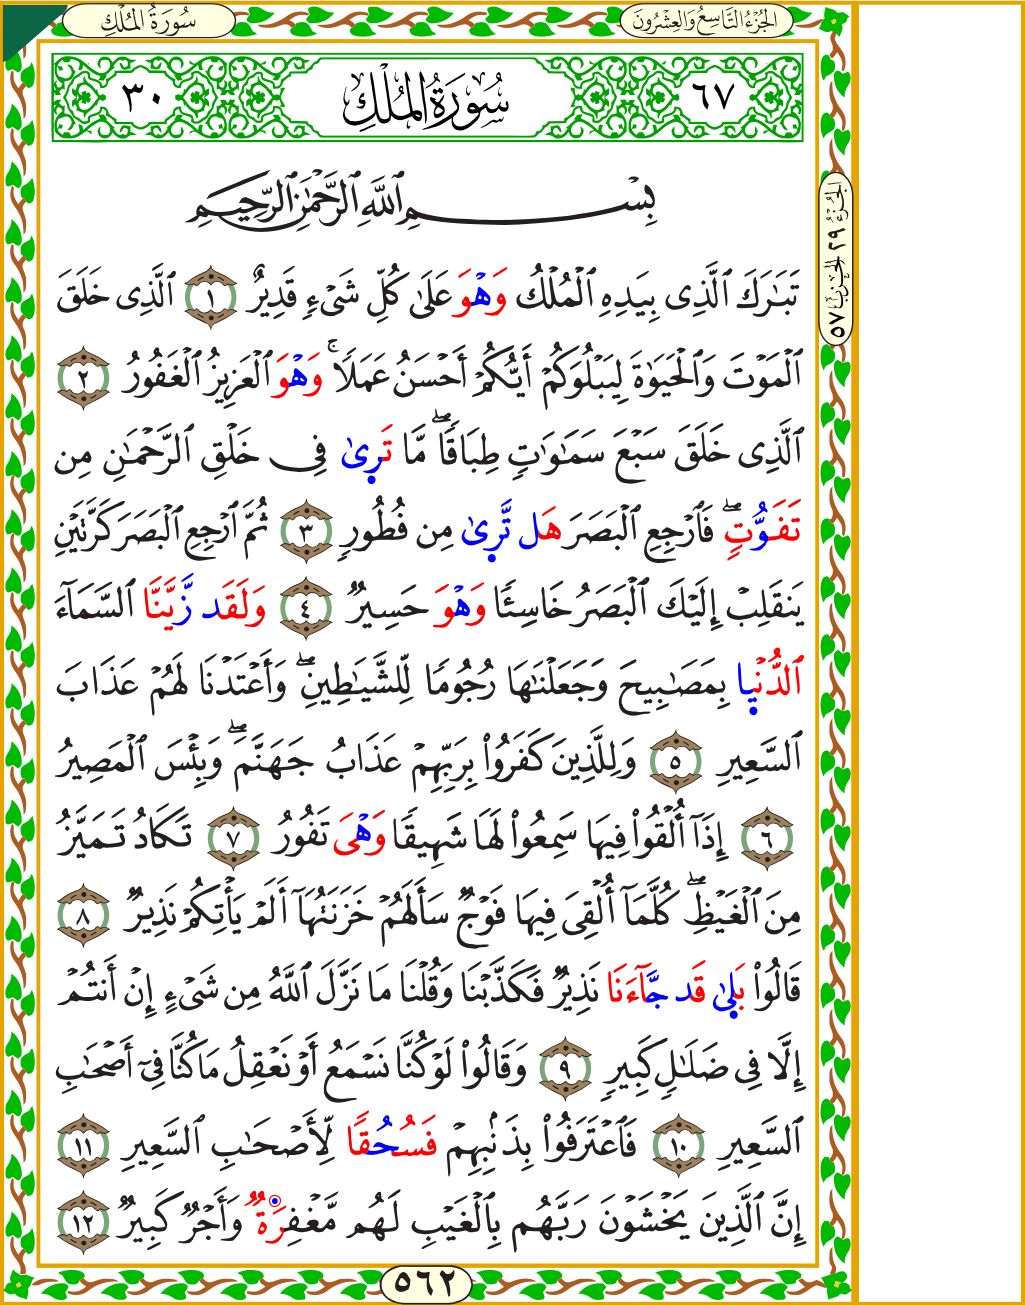 سُورَةُ المُلْكِ
الجُزْءُ التَّاسِعُ وَالعِشْرُونَ
٦٧ سُورَةُ المُلْكِ ٣٠
الجُزْءُ ٢٩ الحِزْبُ ٥٧
بِسْمِ ٱللَّهِ ٱلرَّحْمَٰنِ ٱلرَّحِيمِ
تَبَٰرَكَ ٱلَّذِى بِيَدِهِ ٱلْمُلْكُ وَهْوَ عَلَىٰ كُلِّ شَىْءٍ قَدِيرٌ ١ ٱلَّذِى خَلَقَ
ٱلْمَوْتَ وَٱلْحَيَوٰةَ لِيَبْلُوَكُمْ أَيُّكُمْ أَحْسَنُ عَمَلًا ۚ وَهْوَ ٱلْعَزِيزُ ٱلْغَفُورُ ٢
ٱلَّذِى خَلَقَ سَبْعَ سَمَٰوَٰتٍ طِبَاقًا ۖ مَّا تَرِىٰ فِى خَلْقِ ٱلرَّحْمَٰنِ مِن
تَفَوُّتٍ ۖ فَٱرْجِعِ ٱلْبَصَرَ هَل تَّرِىٰ مِن فُطُورٍ ٣ ثُمَّ ٱرْجِعِ ٱلْبَصَرَ كَرَّتَيْنِ
يَنقَلِبْ إِلَيْكَ ٱلْبَصَرُ خَاسِئًا وَهْوَ حَسِيرٌ ٤ وَلَقَد زَّيَّنَّا ٱلسَّمَآءَ
ٱلدُّنْيِا بِمَصَٰبِيحَ وَجَعَلْنَٰهَا رُجُومًا لِّلشَّيَٰطِينِ ۖ وَأَعْتَدْنَا لَهُمْ عَذَابَ
ٱلسَّعِيرِ ٥ وَلِلَّذِينَ كَفَرُوا۟ بِرَبِّهِمْ عَذَابُ جَهَنَّمَ ۖ وَبِئْسَ ٱلْمَصِيرُ
٦ إِذَآ أُلْقُوا۟ فِيهَا سَمِعُوا۟ لَهَا شَهِيقًا وَهْىَ تَفُورُ ٧ تَكَادُ تَمَيَّزُ
مِنَ ٱلْغَيْظِ ۖ كُلَّمَآ أُلْقِىَ فِيهَا فَوْجٌ سَأَلَهُمْ خَزَنَتُهَآ أَلَمْ يَأْتِكُمْ نَذِيرٌ ٨
قَالُوا۟ بَلِىٰ قَد جَّآءَنَا نَذِيرٌ فَكَذَّبْنَا وَقُلْنَا مَا نَزَّلَ ٱللَّهُ مِن شَىْءٍ إِنْ أَنتُمْ
إِلَّا فِى ضَلَٰلٍ كَبِيرٍ ٩ وَقَالُوا۟ لَوْ كُنَّا نَسْمَعُ أَوْ نَعْقِلُ مَا كُنَّا فِىٓ أَصْحَٰبِ
ٱلسَّعِيرِ ١٠ فَٱعْتَرَفُوا۟ بِذَنۢبِهِمْ فَسُحُقًا لِّأَصْحَٰبِ ٱلسَّعِيرِ ١١
إِنَّ ٱلَّذِينَ يَخْشَوْنَ رَبَّهُم بِٱلْغَيْبِ لَهُم مَّغْفِرَةٌ وَأَجْرٌ كَبِيرٌ ١٢
٥٦٢